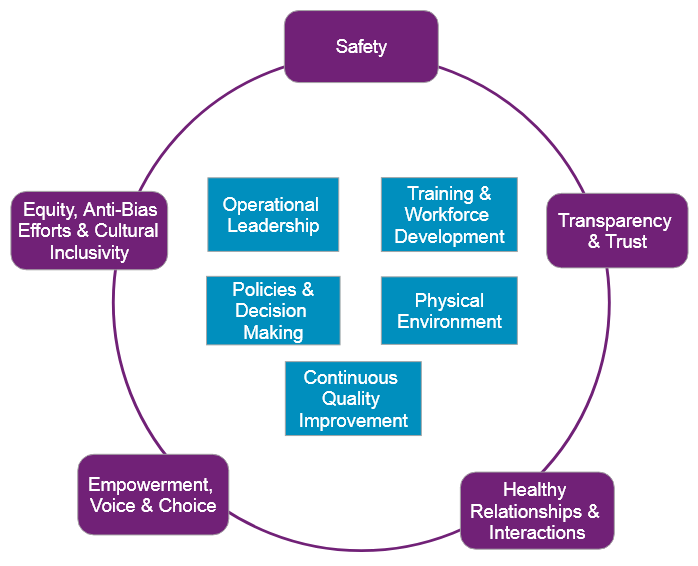 Safety
Equity, Anti-Bias
Efforts & Cultural
Inclusivity
Operational
Leadership
Training &
Workforce
Development
Transparency
& Trust
Policies &
Decision
Making
Physical
Environment
Continuous
Quality
Improvement
Empowerment,
Voice & Choice
Healthy
Relationships &
Interactions